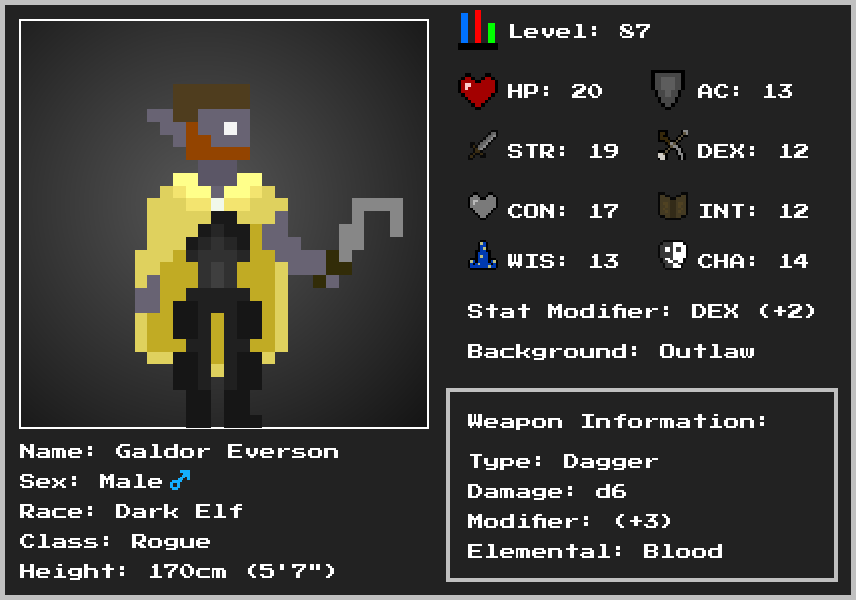 Level: 87
HP: 20 AC: 13
STR: 19 DEX: 12
CON: 17 INT: 12
WIS: 13 CHA: 14
Stat Modifier: DEX (+2)
Background: Outlaw
Weapon Information:
Type: Dagger
Damage: d6
Modifier: (+3)
Elemental: Blood
Name: Galdor Everson
Sex: Male♂
Race: Dark Elf
Class: Rogue
Height: 170cm (5'7")